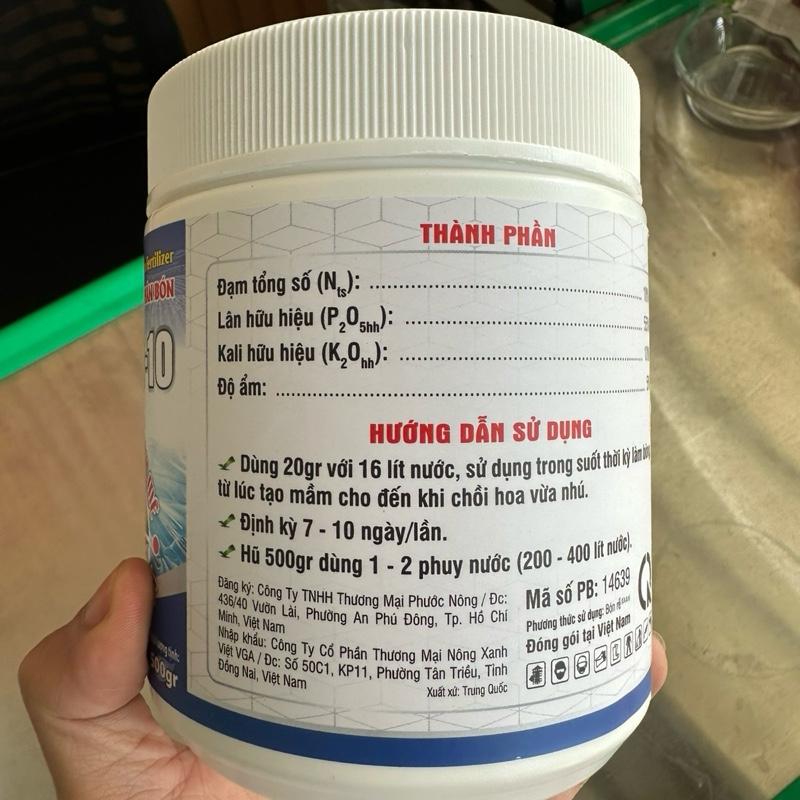 Fertilizer
-10
500gr
THÀNH PHẦN
Đạm tổng số (Nts):
Lân hữu hiệu (P2O5hh):
Kali hữu hiệu (K2Ohh):
Độ ẩm:
HƯỚNG DẪN SỬ DỤNG
Dùng 20gr với 16 lít nước, sử dụng trong suốt thời kỳ làm bông
từ lúc tạo mầm cho đến khi chồi hoa vừa nhú.
Định kỳ 7 - 10 ngày/lần.
Hũ 500gr dùng 1 - 2 phuy nước (200 - 400 lít nước).
Đăng ký: Công Ty TNHH Thương Mại Phước Nông / Đc:
436/40 Vườn Lài, Phường An Phú Đông, Tp. Hồ Chí
Minh, Việt Nam
Nhập khẩu: Công Ty Cổ Phần Thương Mại Nông Xanh
Việt VGA / Đc: Số 50C1, KP11, Phường Tân Triều, Tỉnh
Đồng Nai, Việt Nam
Xuất xứ: Trung Quốc
Mã số PB: 14639
Phương thức sử dụng: Bón rễ
Đóng gói tại Việt Nam